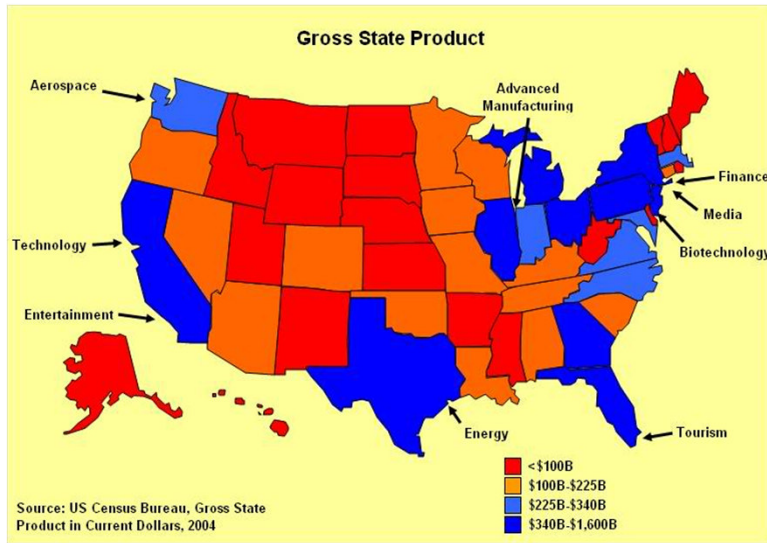 Gross State Product
Aerospace
Advanced
Manufacturing
Finance
Media
Biotechnology
Technology
Entertainment
Energy
Tourism
<$100B
$100B-$225B
$225B-$340B
$340B-$1,600B
Source: US Census Bureau, Gross State
Product in Current Dollars, 2004